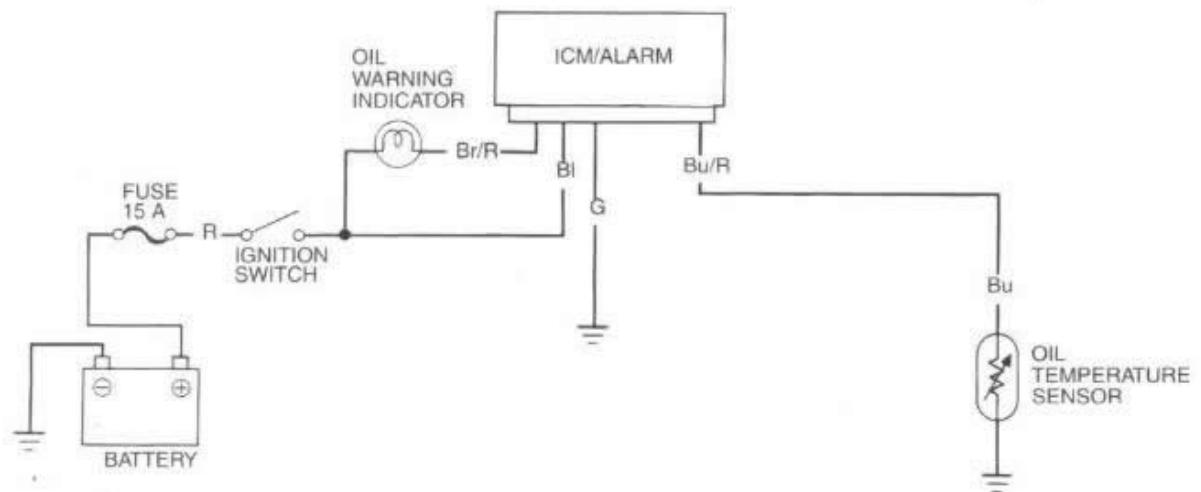 ICM/ALARM
OIL
WARNING
INDICATOR
Br/R
Bl
Bu/R
G
FUSE
15 A
R
IGNITION
SWITCH
Bu
OIL
TEMPERATURE
SENSOR
⊖
⊕
BATTERY